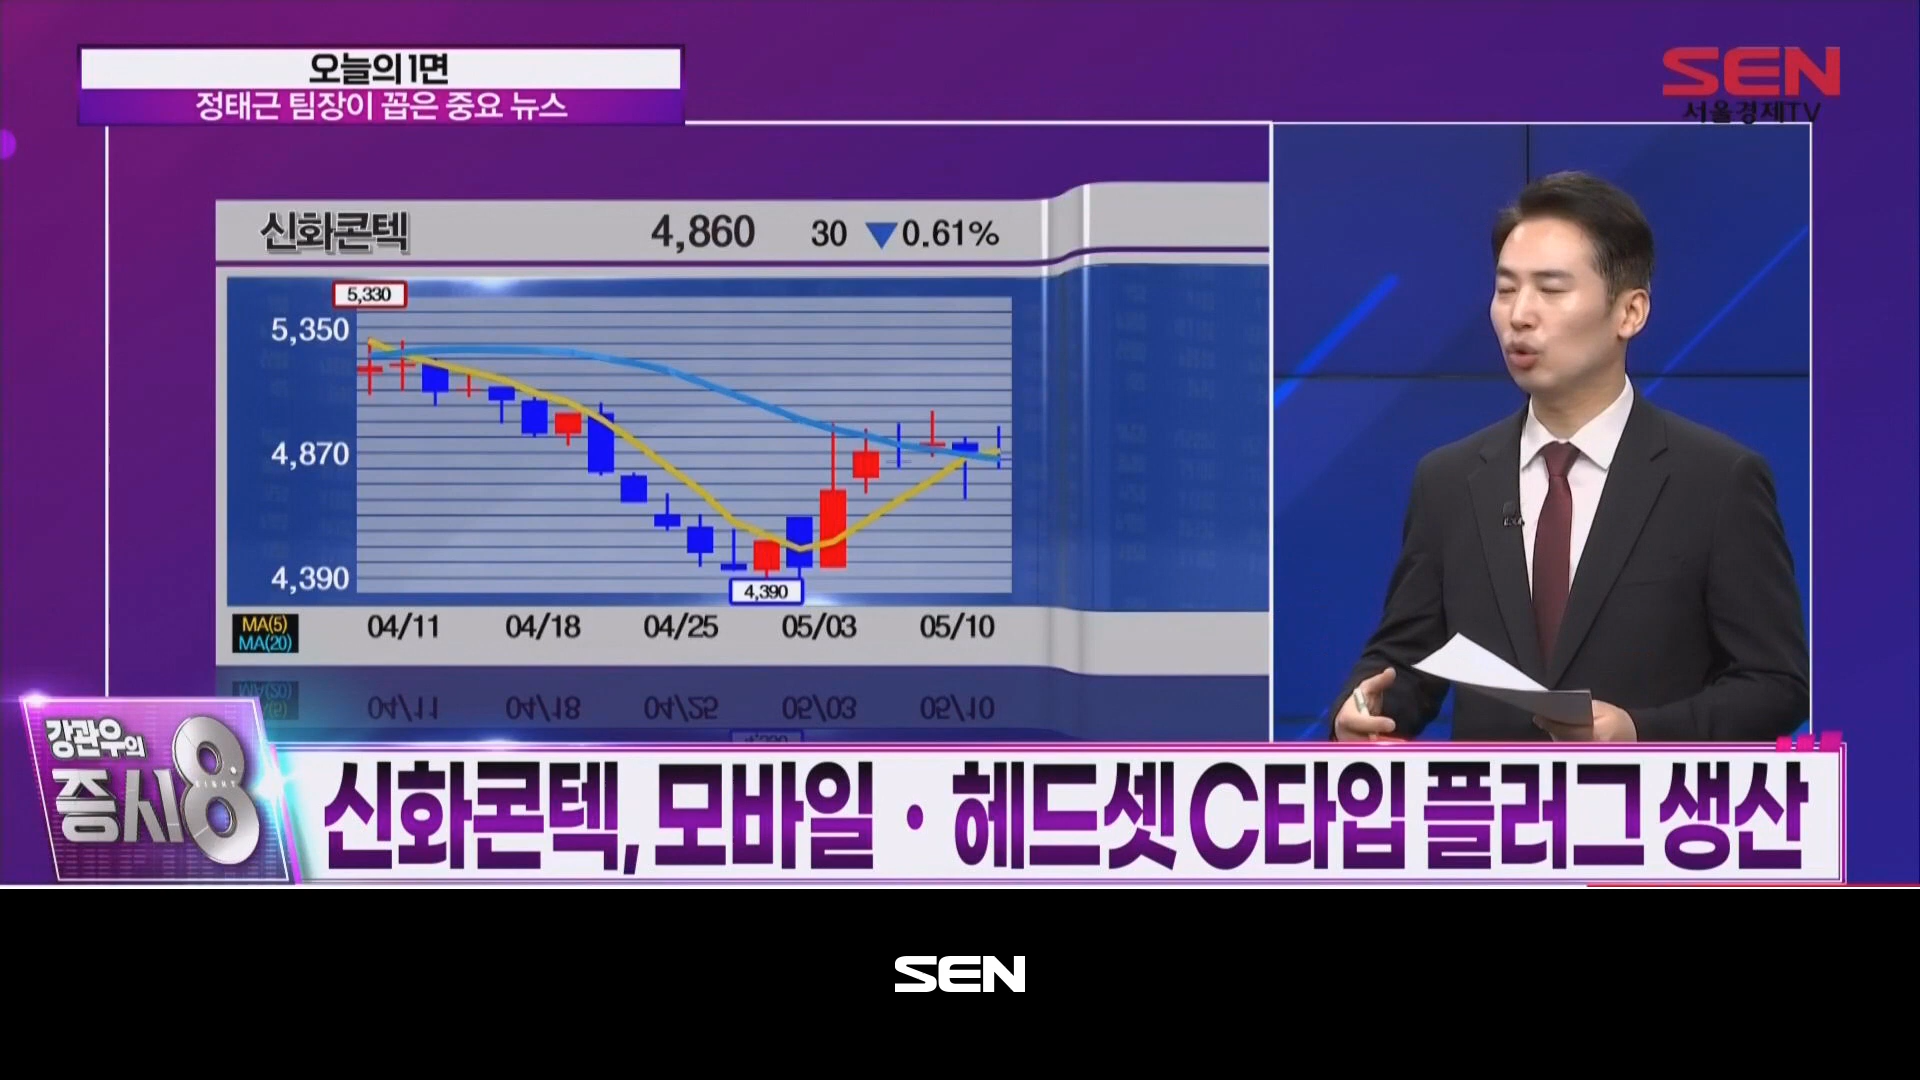 오늘의 1면
정태근 팀장이 꼽은 중요 뉴스
SEN
서울경제TV
신화콘텍 4,860 30 ▼0.61%
5,330
5,350
4,870
4,390
4,390
MA(5)
MA(20)
04/11 04/18 04/25 05/03 05/10
강관우의
증시8
EIGHT
신화콘텍, 모바일·헤드셋 C타입 플러그 생산
SEN